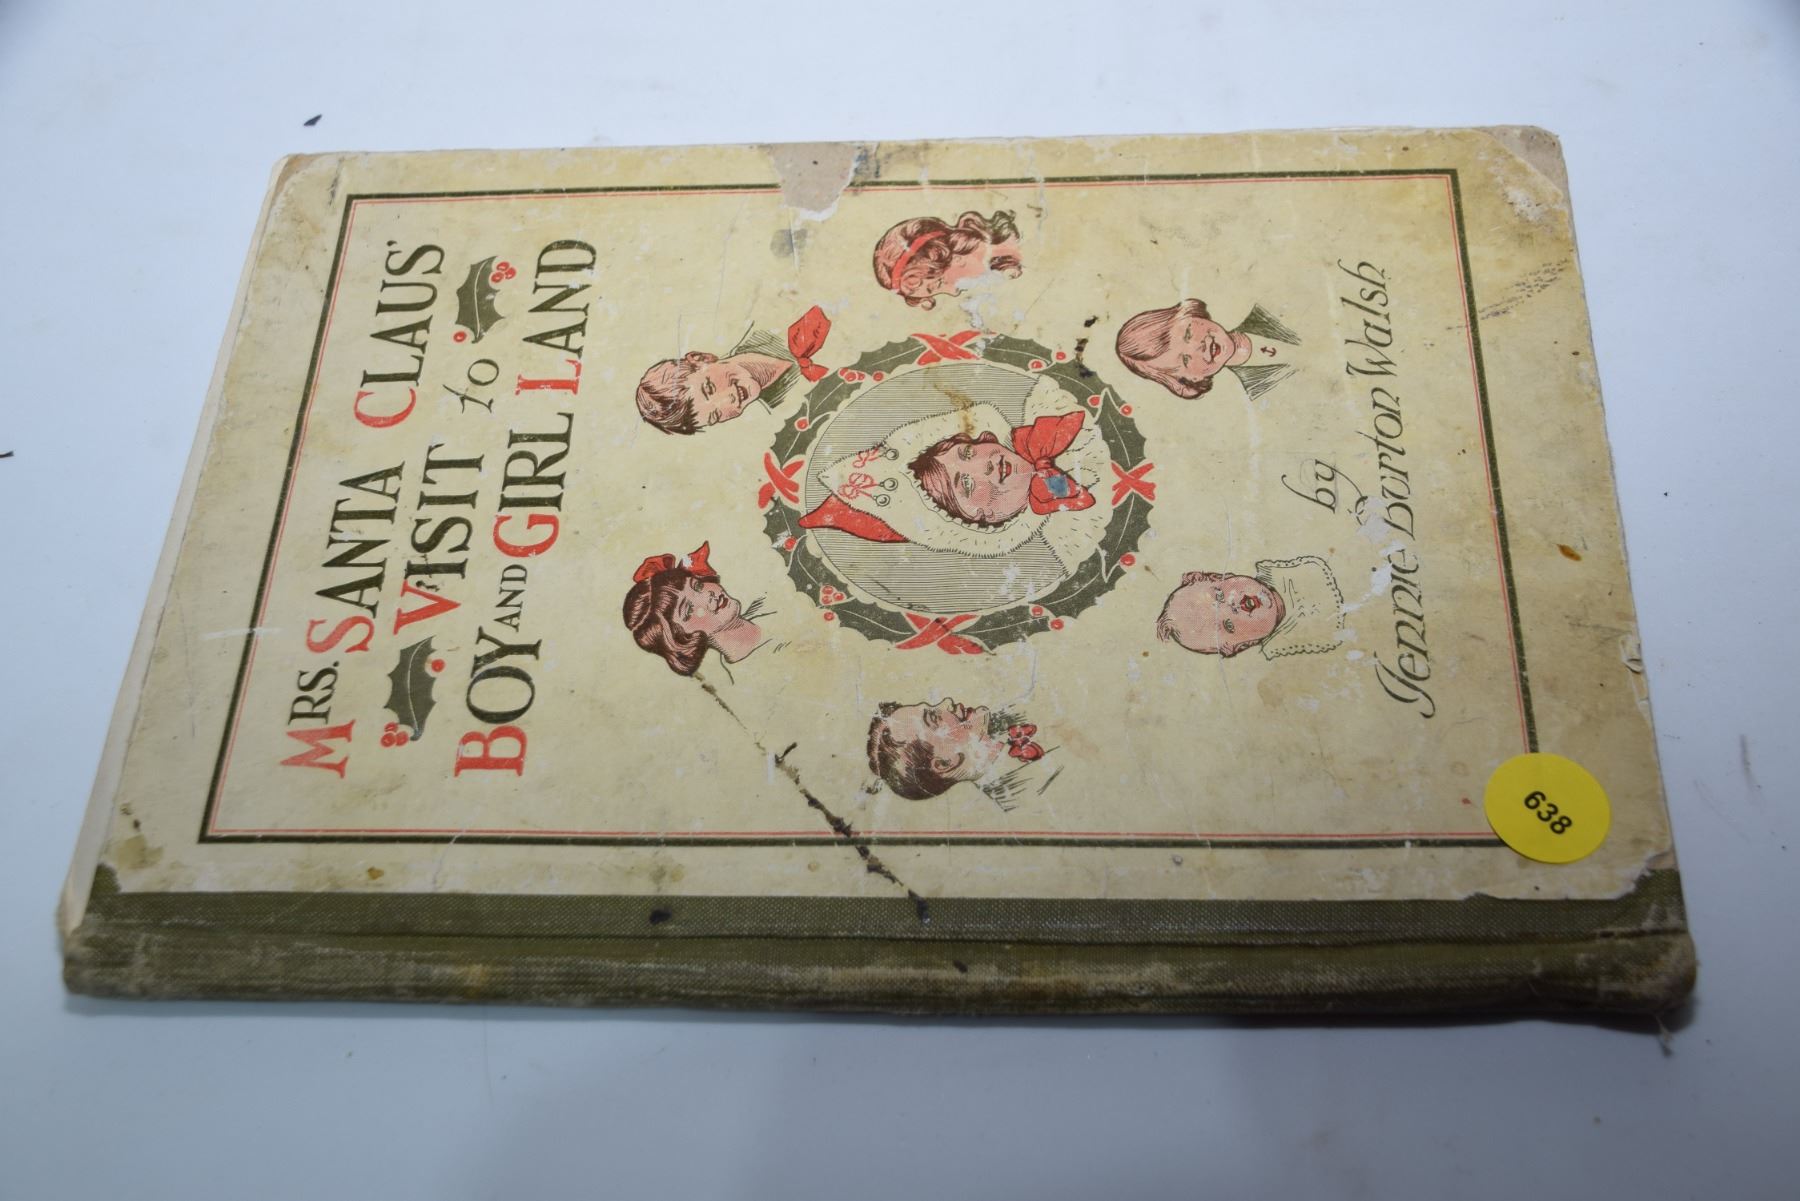 MRS. SANTA CLAUS'
VISIT to
BOY AND GIRL LAND
by
Jennie Burton Walsh
638